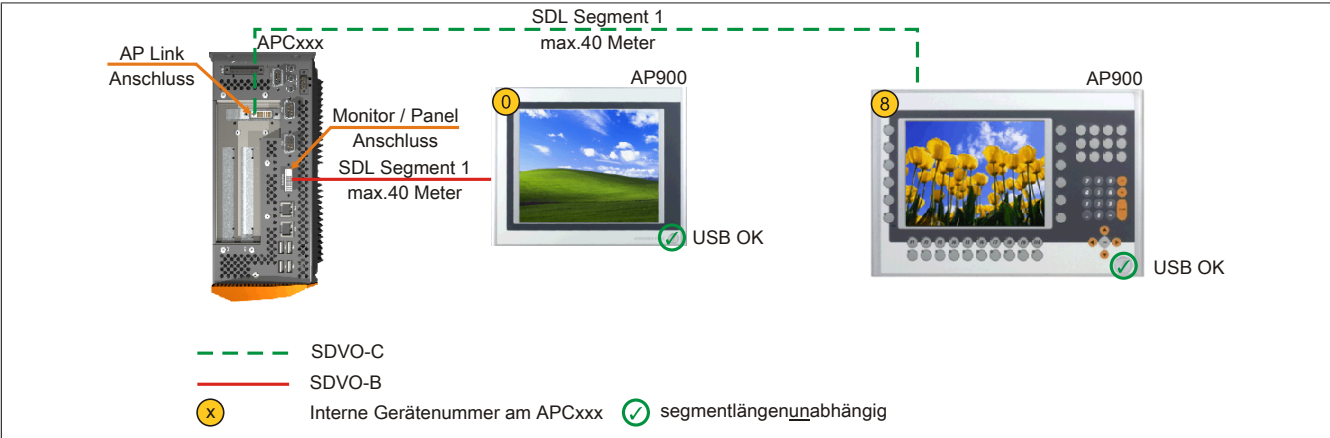 SDL Segment 1
max.40 Meter
APCxxx
AP Link
Anschluss
AP900
AP900
0
8
Monitor / Panel
Anschluss
SDL Segment 1
max.40 Meter
USB OK
USB OK
SDVO-C
SDVO-B
x Interne Gerätenummer am APCxxx
segmentlängenunabhängig